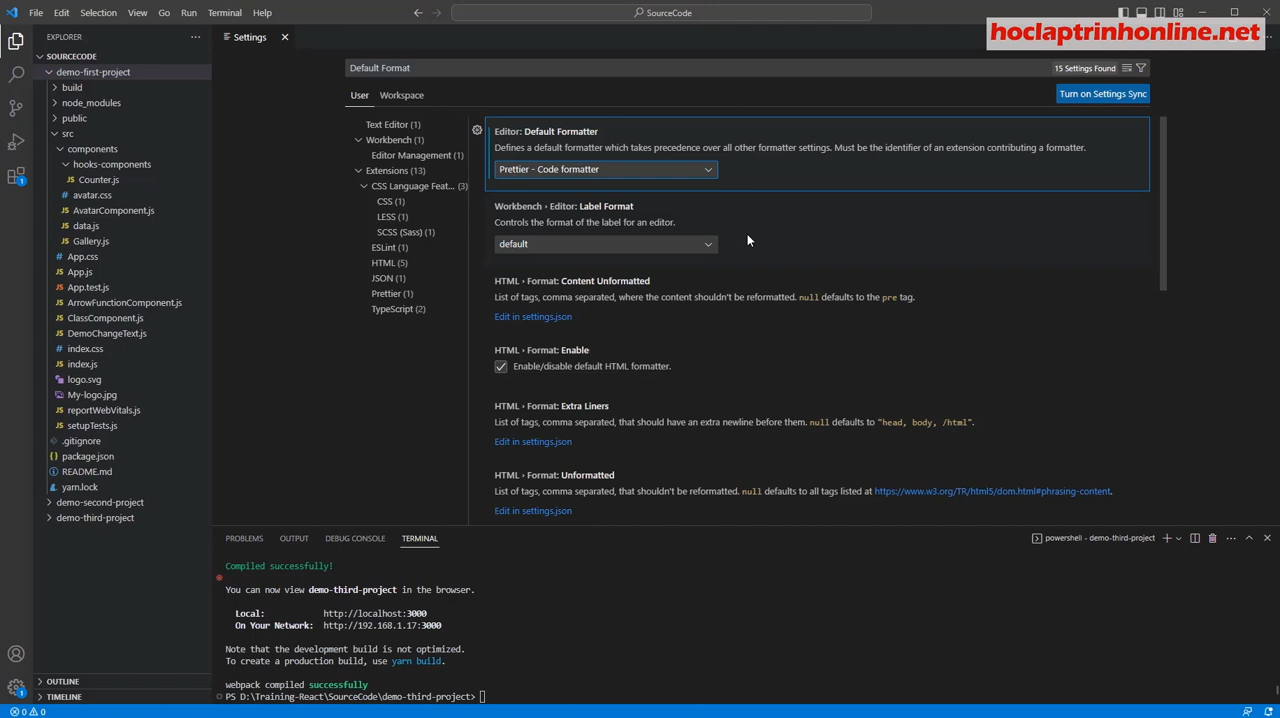 File Edit Selection View Go Run Terminal Help
SourceCode
hoclaptrinhonline.net
EXPLORER
SOURCECODE
demo-first-project
build
node_modules
public
src
components
hooks-components
JS Counter.js
# avatar.css
JS AvatarComponent.js
JS data.js
JS Gallery.js
# App.css
JS App.js
JS App.test.js
JS ArrowFunctionComponent.js
JS ClassComponent.js
JS DemoChangeText.js
# index.css
JS index.js
logo.svg
My-logo.jpg
JS reportWebVitals.js
JS setupTests.js
.gitignore
{} package.json
README.md
yarn.lock
demo-second-project
demo-third-project
OUTLINE
TIMELINE
1
1
Settings
Default Format
15 Settings Found
User Workspace
Turn on Settings Sync
Text Editor (1)
Workbench (1)
Editor Management (1)
Extensions (13)
CSS Language Feat... (3)
CSS (1)
LESS (1)
SCSS (Sass) (1)
ESLint (1)
HTML (5)
JSON (1)
Prettier (1)
TypeScript (2)
Editor: Default Formatter
Defines a default formatter which takes precedence over all other formatter settings. Must be the identifier of an extension contributing a formatter.
Prettier - Code formatter
Workbench › Editor: Label Format
Controls the format of the label for an editor.
default
HTML › Format: Content Unformatted
List of tags, comma separated, where the content shouldn't be reformatted. null defaults to the pre tag.
Edit in settings.json
HTML › Format: Enable
Enable/disable default HTML formatter.
HTML › Format: Extra Liners
List of tags, comma separated, that should have an extra newline before them. null defaults to "head, body, /html".
Edit in settings.json
HTML › Format: Unformatted
List of tags, comma separated, that shouldn't be reformatted. null defaults to all tags listed at https://www.w3.org/TR/html5/dom.html#phrasing-content.
Edit in settings.json
PROBLEMS OUTPUT DEBUG CONSOLE TERMINAL
powershell - demo-third-project
Compiled successfully!
You can now view demo-third-project in the browser.
Local: http://localhost:3000
On Your Network: http://192.168.1.17:3000
Note that the development build is not optimized.
To create a production build, use yarn build.
webpack compiled successfully
PS D:\Training-React\SourceCode\demo-third-project>
0 0